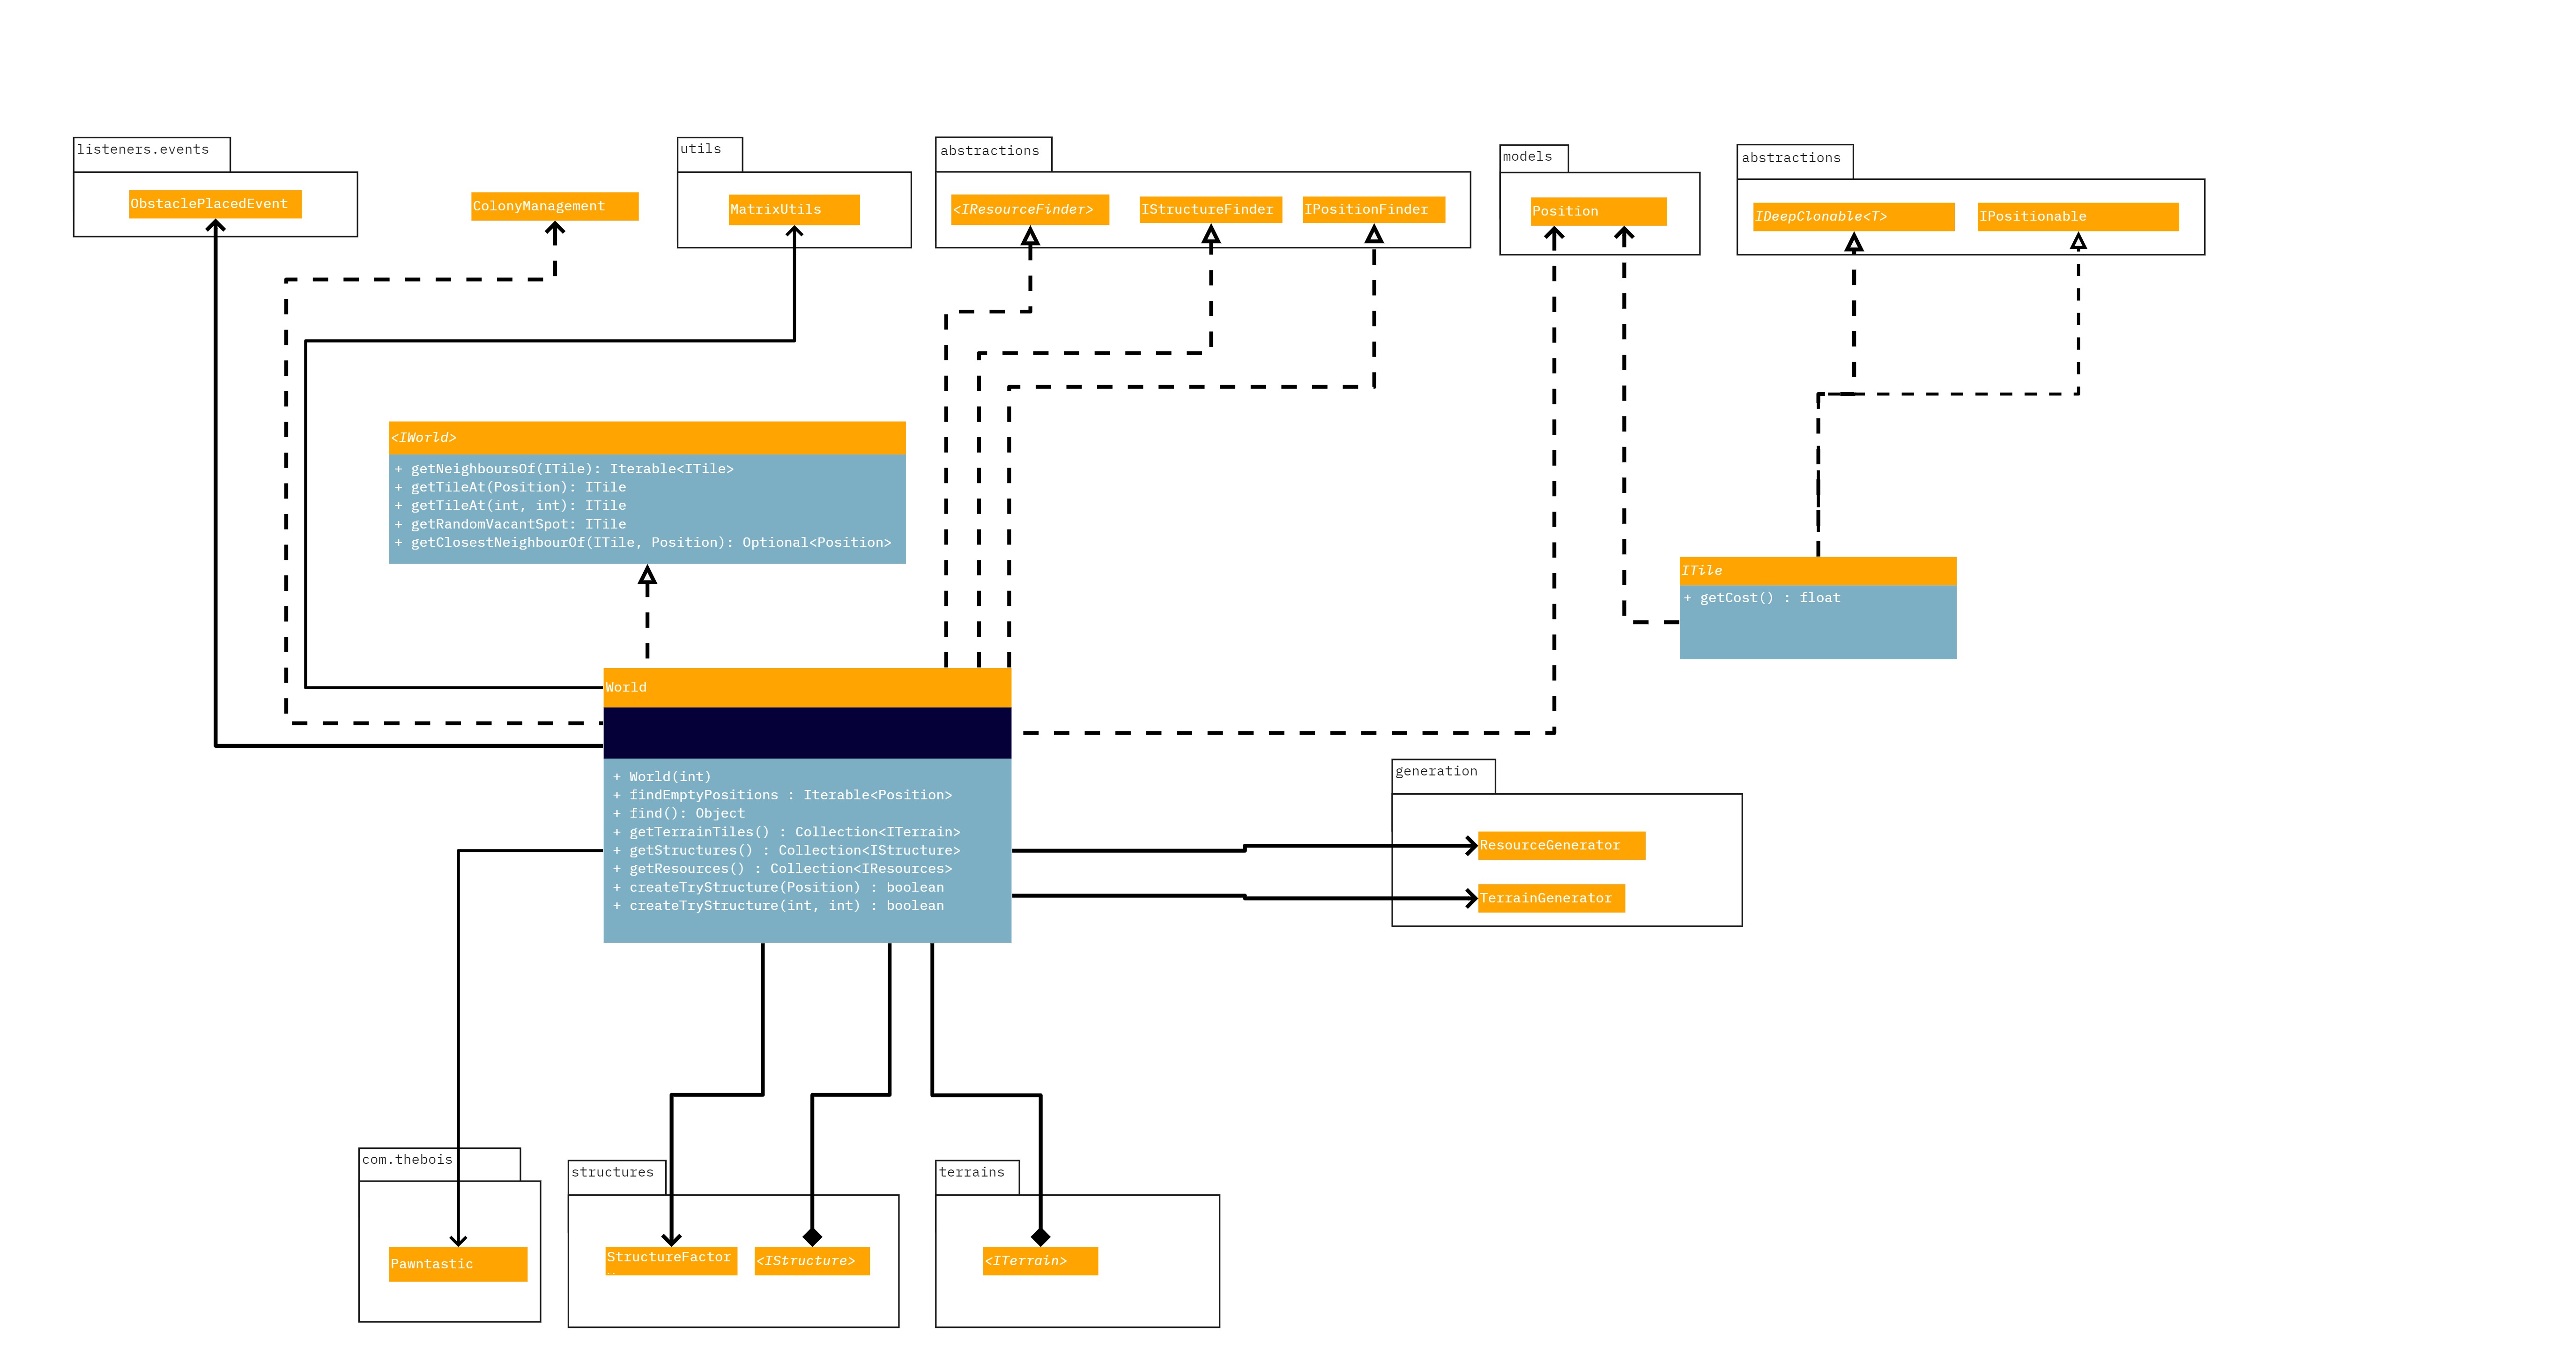 listeners.events
ObstaclePlacedEvent
ColonyManagement
utils
MatrixUtils
abstractions
<IResourceFinder>
IStructureFinder
IPositionFinder
models
Position
abstractions
IDeepClonable<T>
IPositionable
<IWorld>
+ getNeighboursOf(ITile): Iterable<ITile>
+ getTileAt(Position): ITile
+ getTileAt(int, int): ITile
+ getRandomVacantSpot: ITile
+ getClosestNeighbourOf(ITile, Position): Optional<Position>
ITile
+ getCost() : float
World
+ World(int)
+ findEmptyPositions : Iterable<Position>
+ find(): Object
+ getTerrainTiles() : Collection<ITerrain>
+ getStructures() : Collection<IStructure>
+ getResources() : Collection<IResources>
+ createTryStructure(Position) : boolean
+ createTryStructure(int, int) : boolean
generation
ResourceGenerator
TerrainGenerator
com.thebois
Pawntastic
structures
StructureFactor
<IStructure>
terrains
<ITerrain>